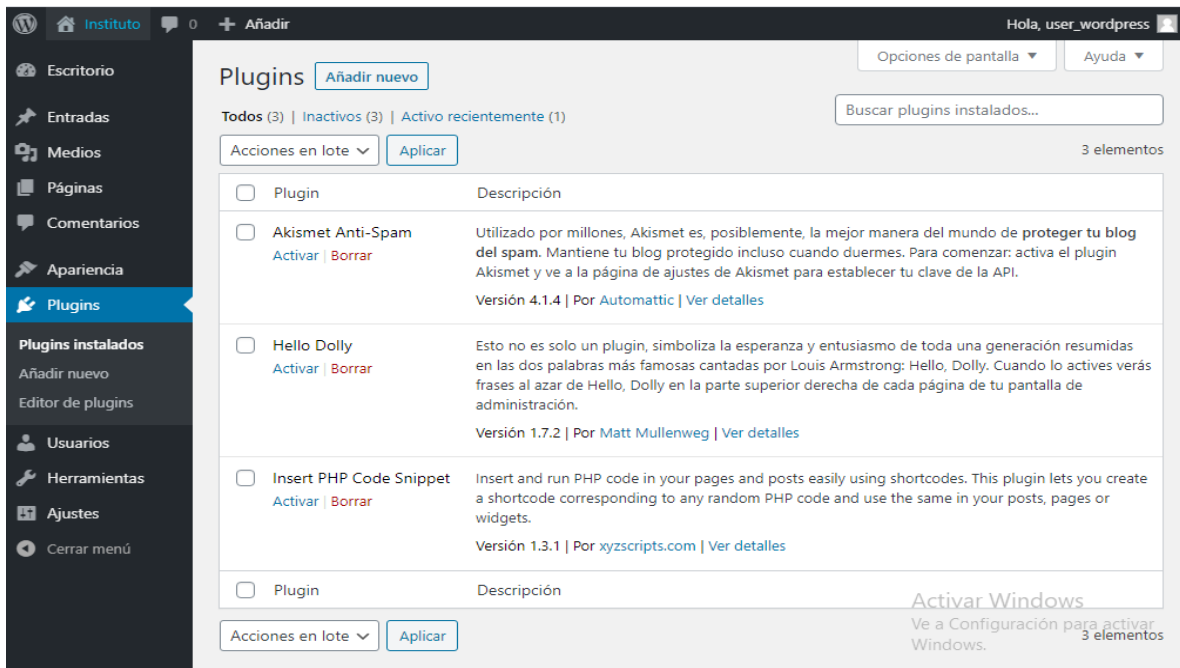 Instituto 0 Añadir Hola, user_wordpress
Opciones de pantalla ▼ Ayuda ▼
Escritorio
Entradas
Medios
Páginas
Comentarios
Apariencia
Plugins
Plugins instalados
Añadir nuevo
Editor de plugins
Usuarios
Herramientas
Ajustes
Cerrar menú
Plugins Añadir nuevo
Todos (3) | Inactivos (3) | Activo recientemente (1)
Buscar plugins instalados...
Acciones en lote Aplicar
3 elementos
Plugin Descripción
Akismet Anti-Spam
Activar | Borrar
Utilizado por millones, Akismet es, posiblemente, la mejor manera del mundo de proteger tu blog
del spam. Mantiene tu blog protegido incluso cuando duermes. Para comenzar: activa el plugin
Akismet y ve a la página de ajustes de Akismet para establecer tu clave de la API.
Versión 4.1.4 | Por Automattic | Ver detalles
Hello Dolly
Activar | Borrar
Esto no es solo un plugin, simboliza la esperanza y entusiasmo de toda una generación resumidas
en las dos palabras más famosas cantadas por Louis Armstrong: Hello, Dolly. Cuando lo actives verás
frases al azar de Hello, Dolly en la parte superior derecha de cada página de tu pantalla de
administración.
Versión 1.7.2 | Por Matt Mullenweg | Ver detalles
Insert PHP Code Snippet
Activar | Borrar
Insert and run PHP code in your pages and posts easily using shortcodes. This plugin lets you create
a shortcode corresponding to any random PHP code and use the same in your posts, pages or
widgets.
Versión 1.3.1 | Por xyzscripts.com | Ver detalles
Plugin Descripción
Acciones en lote Aplicar
3 elementos
Activar Windows
Ve a Configuración para activar
Windows.